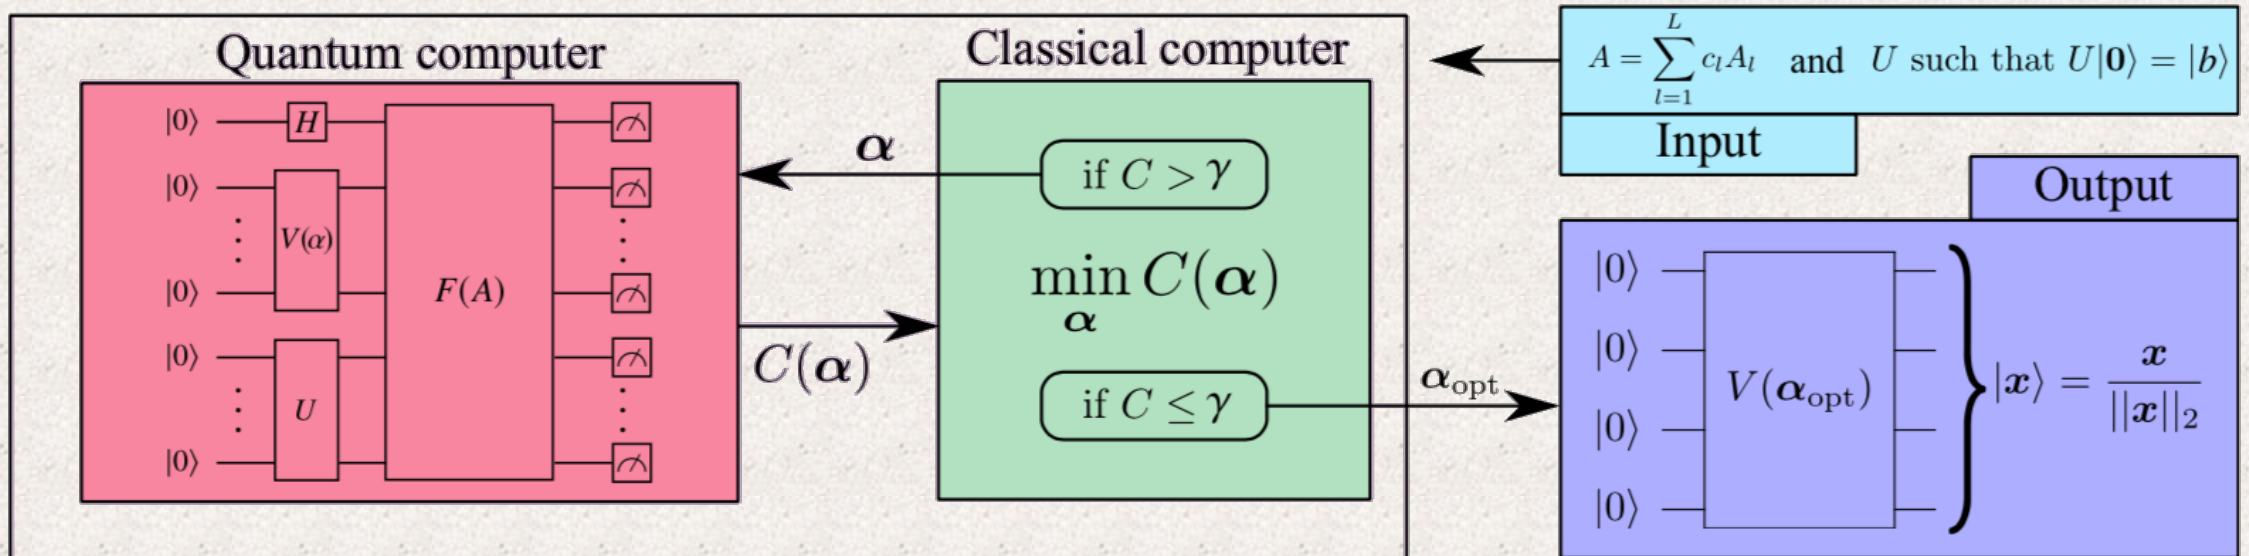 Quantum computer
|0⟩ H
|0⟩
⋮ V(α) ⋮
|0⟩ F(A)
|0⟩
⋮ U ⋮
|0⟩
α
C(α)
Classical computer
if C > γ
min C(α)
α
if C ≤ γ
α_opt
A = ∑_{l=1}^{L} c_l A_l and U such that U|0⟩ = |b⟩
Input
Output
|0⟩
|0⟩
V(α_opt) |x⟩ = x / ||x||₂
|0⟩
|0⟩